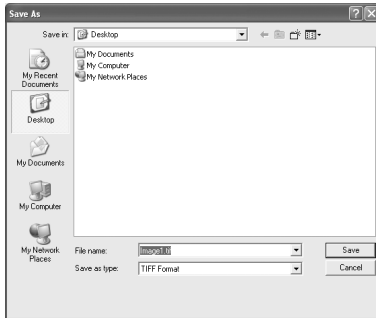 Save As
Save in:
Desktop
My Recent
Documents
Desktop
My Documents
My Computer
My Network
Places
My Documents
My Computer
My Network Places
File name:
Image1.tif
Save
Save as type:
TIFF Format
Cancel